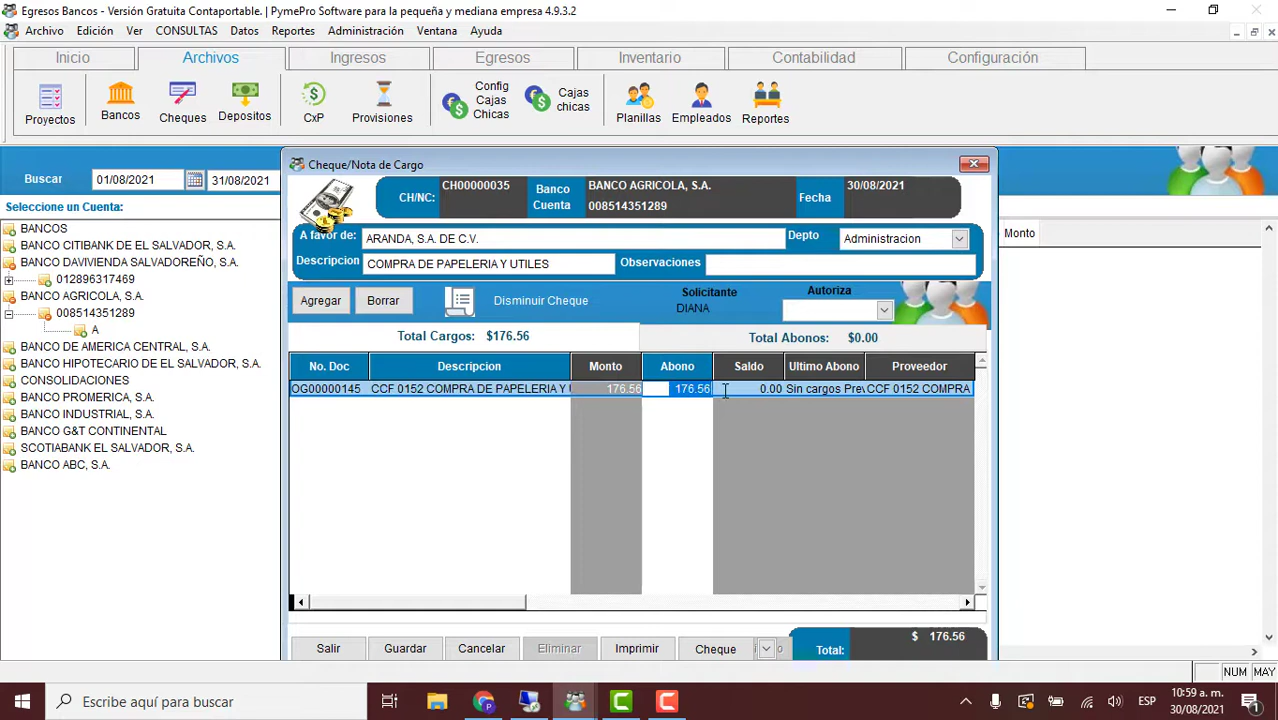 Egresos Bancos - Versión Gratuita Contaportable. | PymePro Software para la pequeña y mediana empresa 4.9.3.2
Archivo Edición Ver CONSULTAS Datos Reportes Administración Ventana Ayuda
Inicio Archivos Ingresos Egresos Inventario Contabilidad Configuración
Proyectos Bancos Cheques Depositos CxP Provisiones Config Cajas Chicas Cajas chicas Planillas Empleados Reportes
Buscar 01/08/2021 31/08/2021
Seleccione un Cuenta:
BANCOS
BANCO CITIBANK DE EL SALVADOR, S.A.
BANCO DAVIVIENDA SALVADOREÑO, S.A.
012896317469
BANCO AGRICOLA, S.A.
008514351289
A
BANCO DE AMERICA CENTRAL, S.A.
BANCO HIPOTECARIO DE EL SALVADOR, S.A.
CONSOLIDACIONES
BANCO PROMERICA, S.A.
BANCO INDUSTRIAL, S.A.
BANCO G&T CONTINENTAL
SCOTIABANK EL SALVADOR, S.A.
BANCO ABC, S.A.
Monto
Cheque/Nota de Cargo
CH/NC: CH00000035 Banco BANCO AGRICOLA, S.A. Fecha 30/08/2021
Cuenta 008514351289
A favor de: ARANDA, S.A. DE C.V. Depto Administracion
Descripcion COMPRA DE PAPELERIA Y UTILES Observaciones
Agregar Borrar Disminuir Cheque Solicitante DIANA Autoriza
Total Cargos: $176.56 Total Abonos: $0.00
No. Doc Descripcion Monto Abono Saldo Ultimo Abono Proveedor
OG00000145 CCF 0152 COMPRA DE PAPELERIA Y 176.56 176.56 0.00 Sin cargos Prev CCF 0152 COMPRA
Salir Guardar Cancelar Eliminar Imprimir Cheque Total: $ 176.56
NUM MAY
Escribe aquí para buscar
ESP
10:59 a. m.
30/08/2021
1